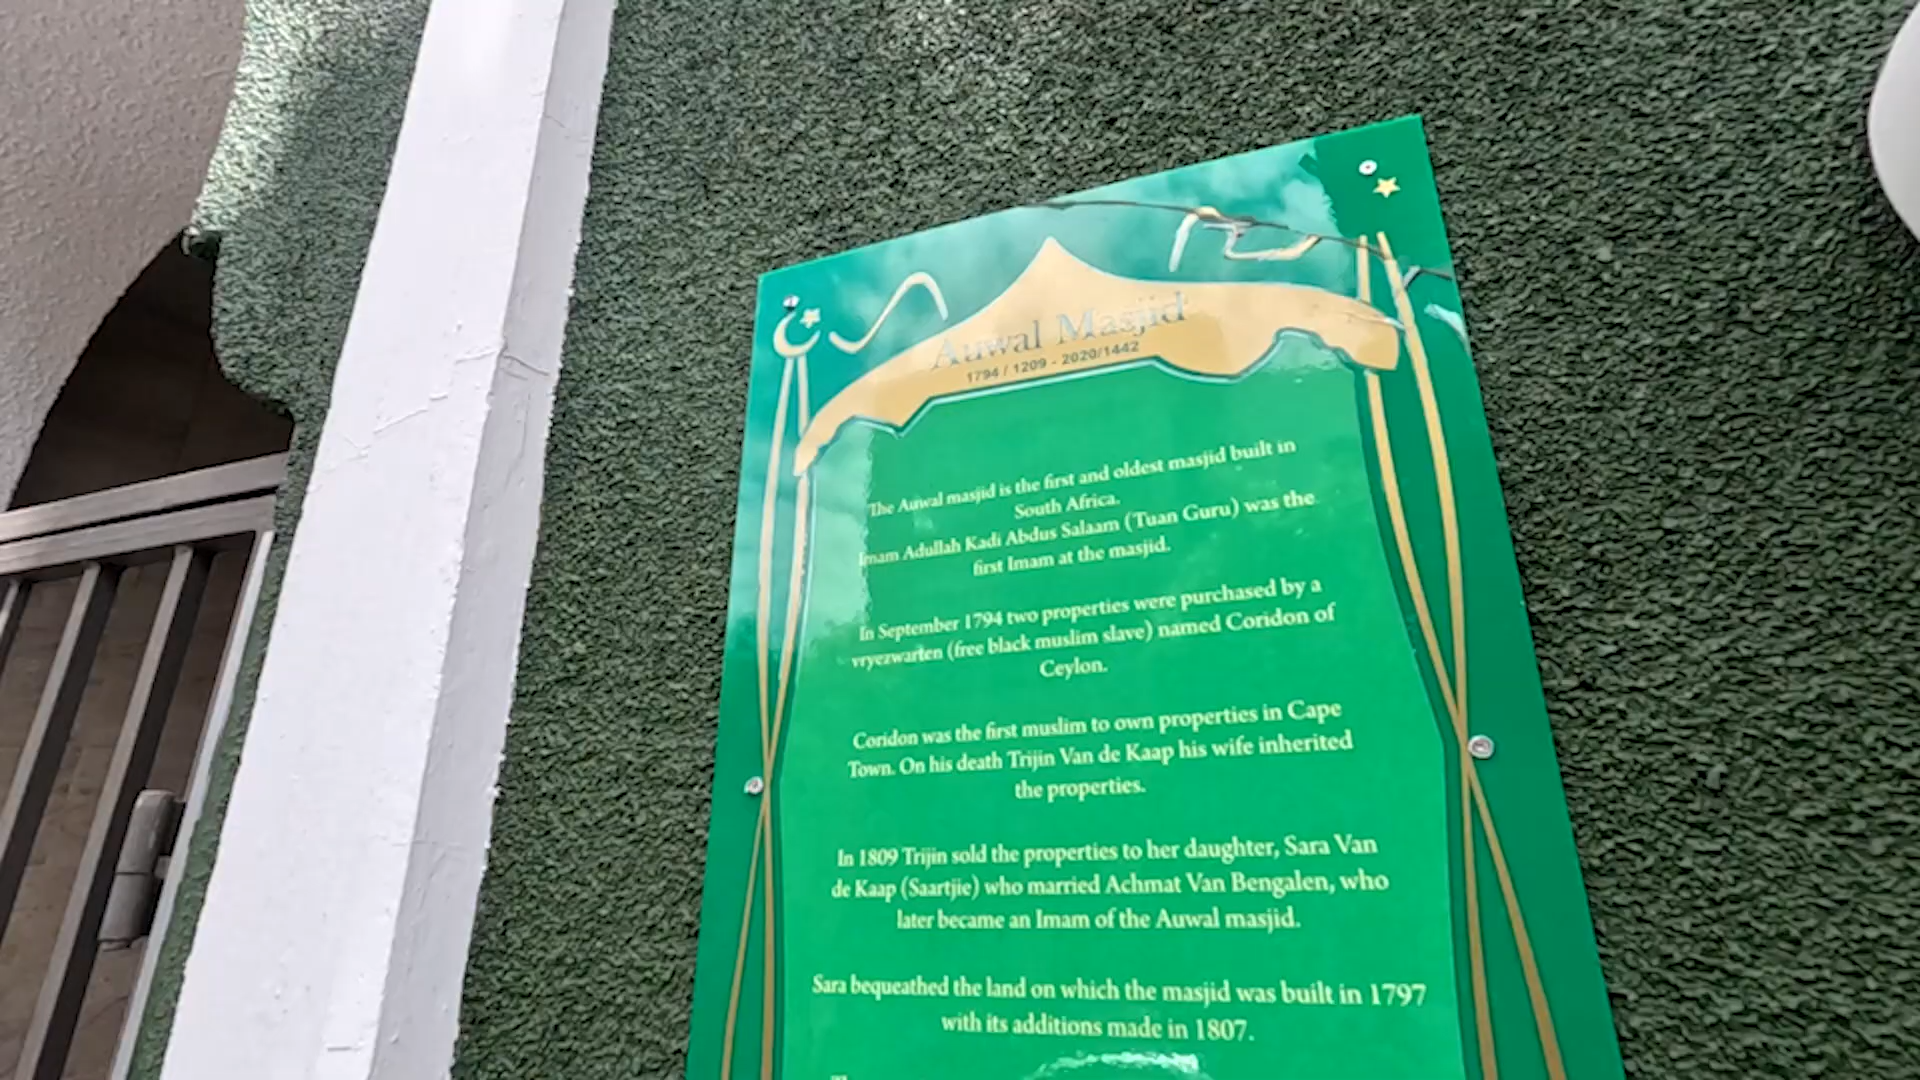 Auwal Masjid
1794 / 1209 - 2020/1442
The Auwal masjid is the first and oldest masjid built in
South Africa.
Imam Adullah Kadi Abdus Salaam (Tuan Guru) was the
first Imam at the masjid.
In September 1794 two properties were purchased by a
vryezwarten (free black muslim slave) named Coridon of
Ceylon.
Coridon was the first muslim to own properties in Cape
Town. On his death Trijin Van de Kaap his wife inherited
the properties.
In 1809 Trijin sold the properties to her daughter, Sara Van
de Kaap (Saartjie) who married Achmat Van Bengalen, who
later became an Imam of the Auwal masjid.
Sara bequeathed the land on which the masjid was built in 1797
with its additions made in 1807.